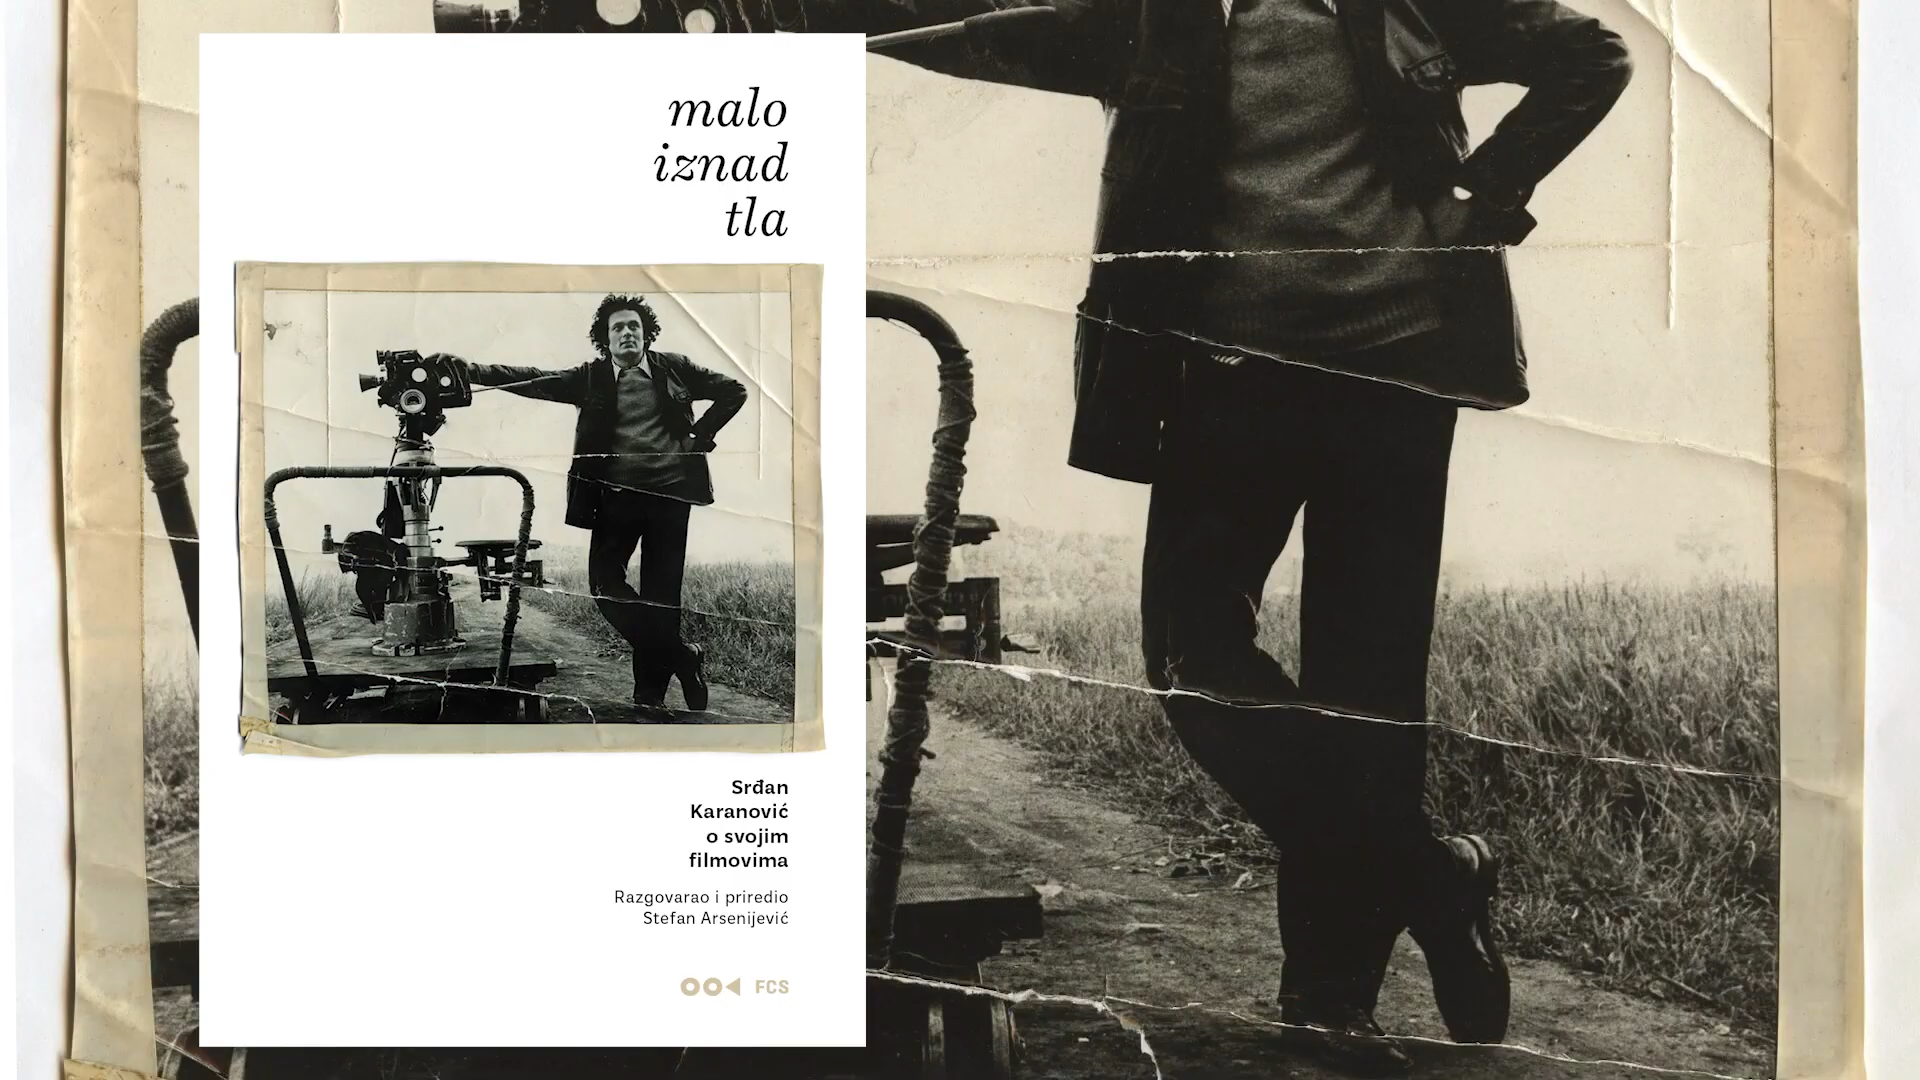 malo
iznad
tla
Srđan
Karanović
o svojim
filmovima
Razgovarao i priredio
Stefan Arsenijević
FCS